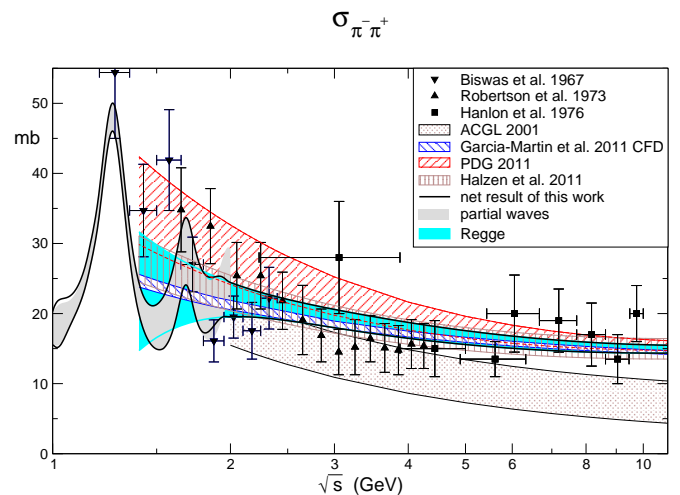 σπ⁻π⁺
50
mb
40
30
20
10
0
Biswas et al. 1967
Robertson et al. 1973
Hanlon et al. 1976
ACGL 2001
Garcia-Martin et al. 2011 CFD
PDG 2011
Halzen et al. 2011
net result of this work
partial waves
Regge
1 2 3 4 5 6 7 8 10
√s (GeV)